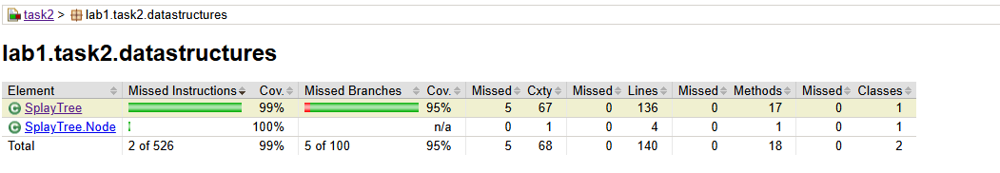 task2 > lab1.task2.datastructures
lab1.task2.datastructures
Element Missed Instructions Cov. Missed Branches Cov. Missed Cxty Missed Lines Missed Methods Missed Classes
SplayTree 99% 95% 5 67 0 136 0 17 0 1
SplayTree.Node 100% n/a 0 1 0 4 0 1 0 1
Total 2 of 526 99% 5 of 100 95% 5 68 0 140 0 18 0 2